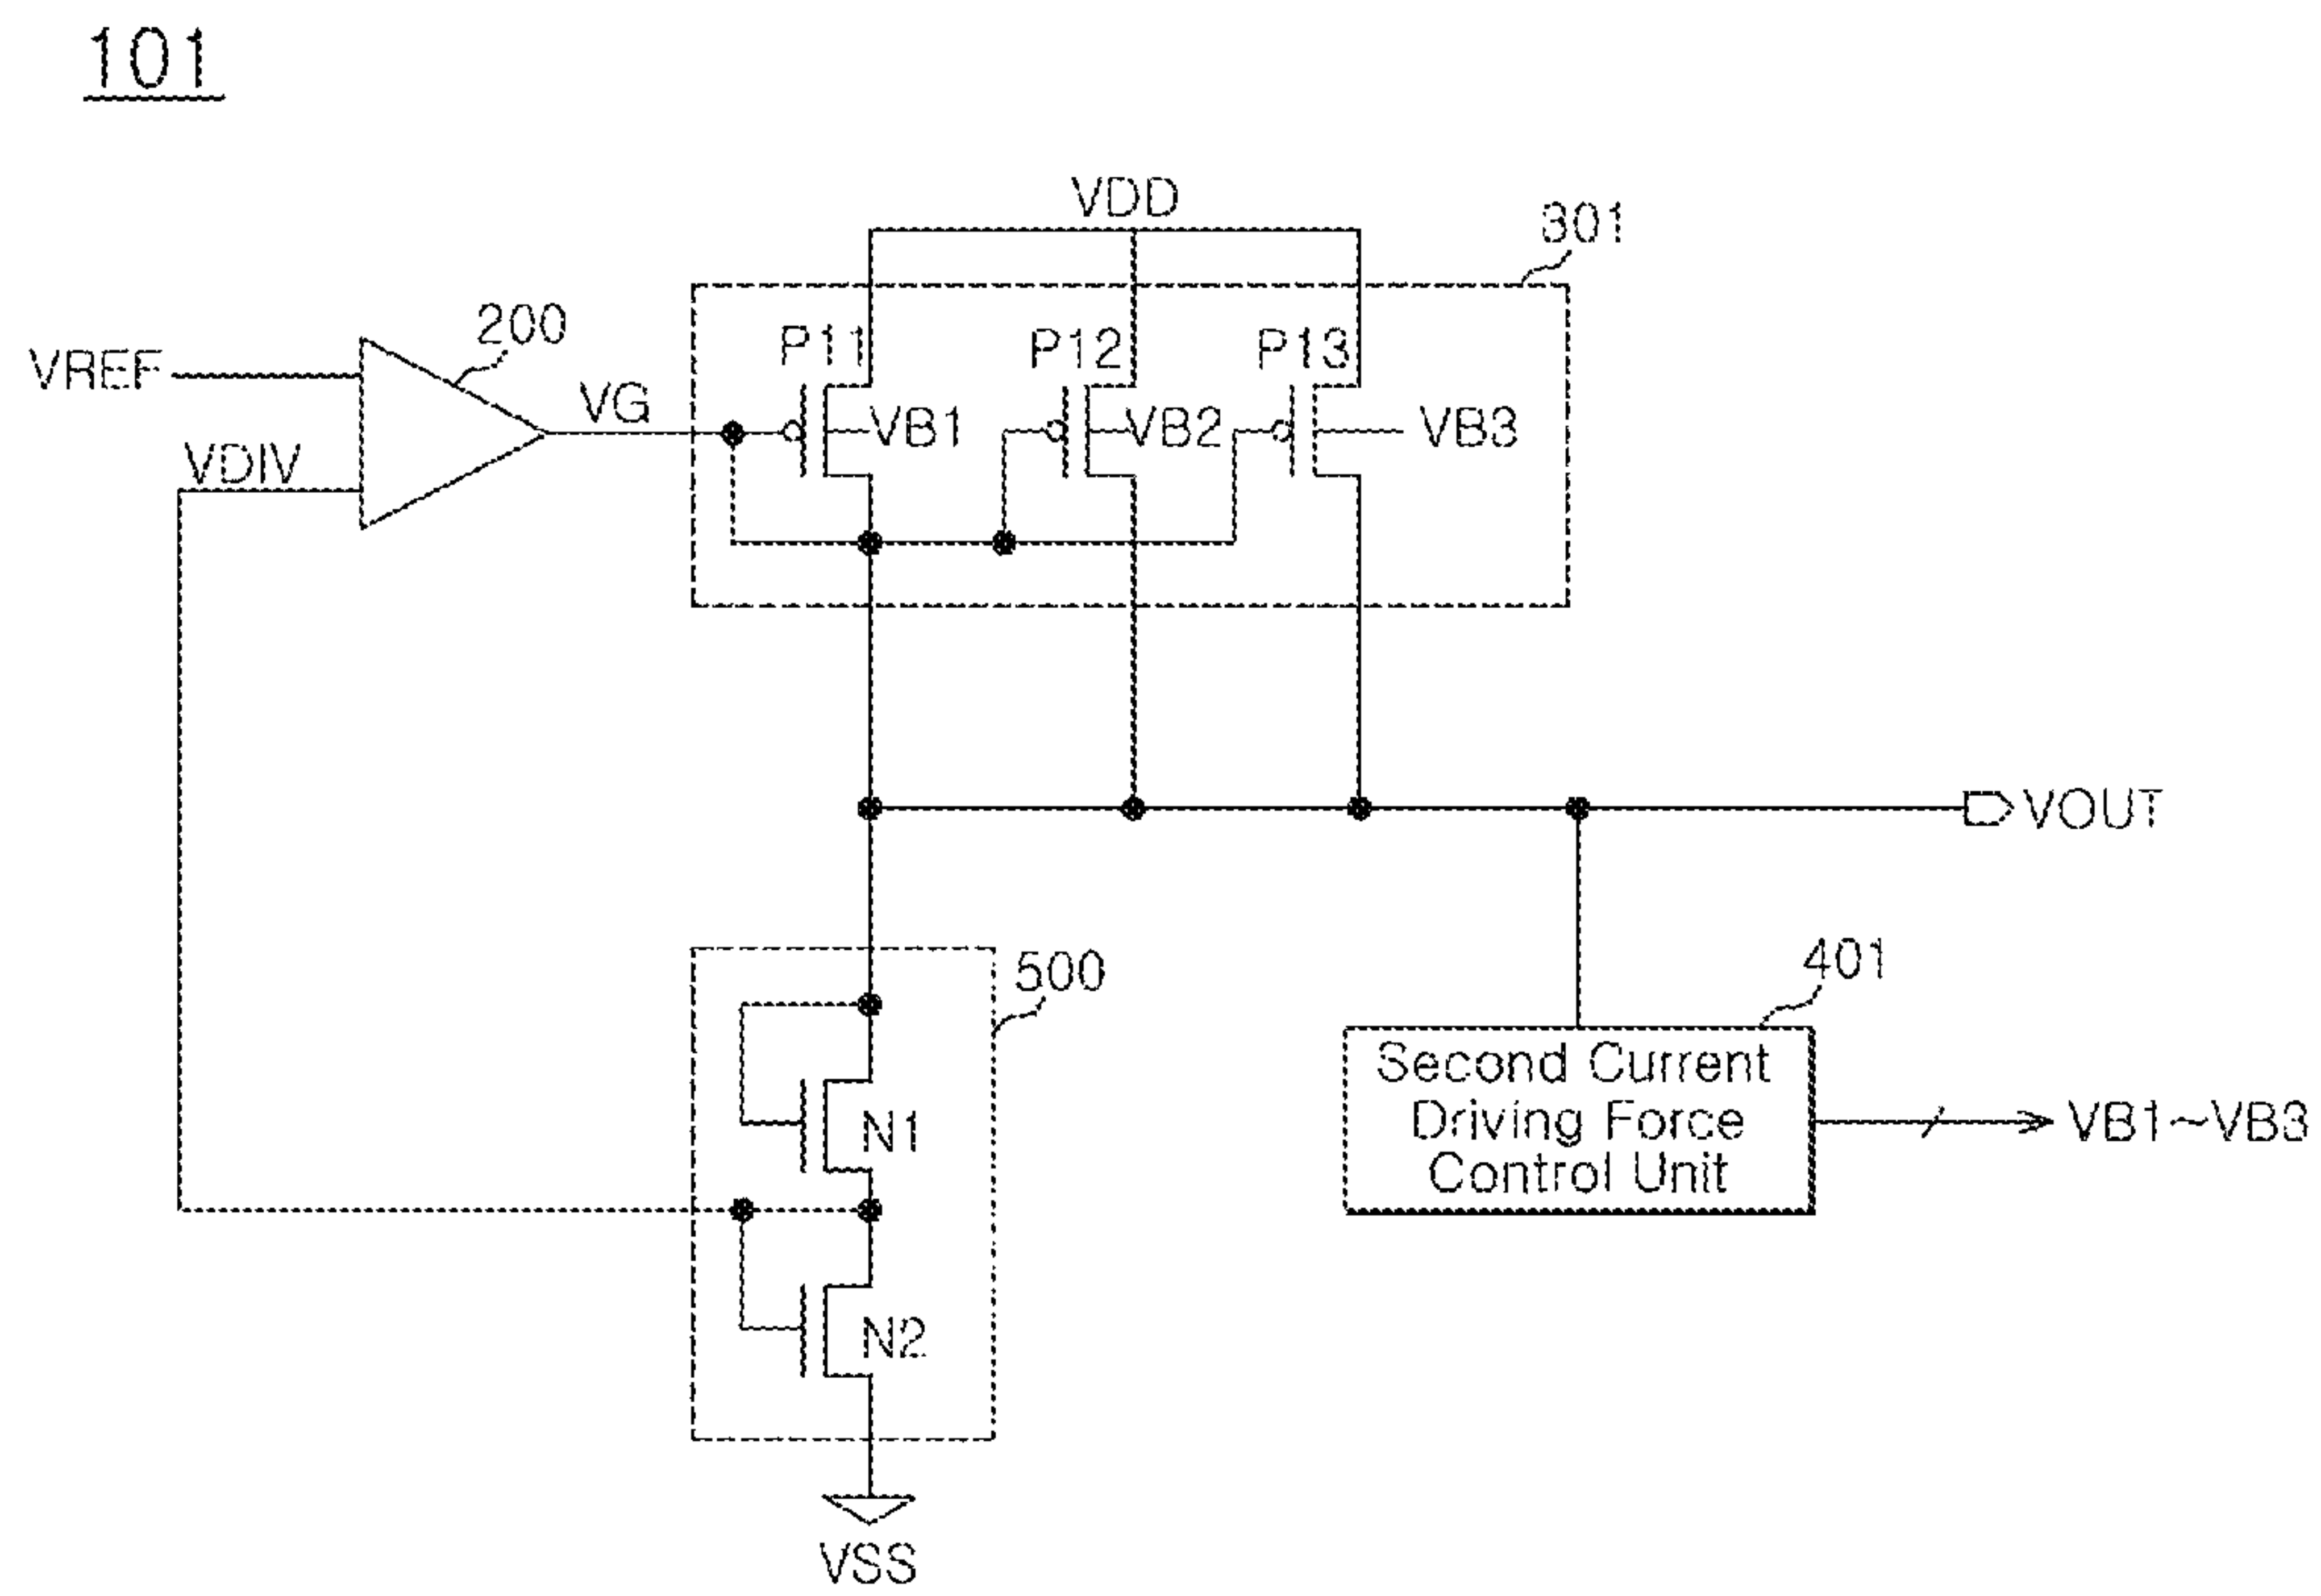 101
VDD
301
200
P11
P12
P13
VREF
VG
VB1
VB2
VB3
VDIV
VOUT
500
401
Second Current
Driving Force
Control Unit
N1
VB1~VB3
N2
VSS